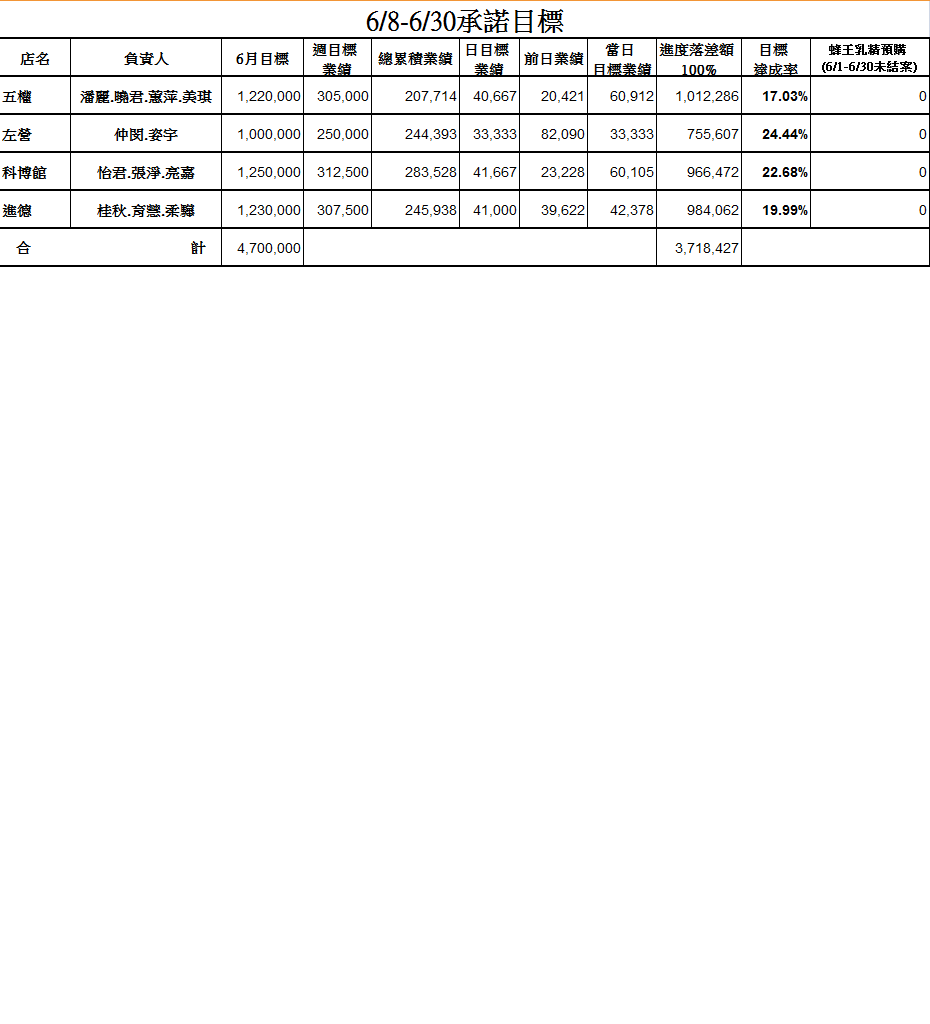 6/8-6/30承諾目標
店名 負責人 6月目標 週目標業績 總累積業績 日目標業績 前日業績 當日目標業績 進度落差額100% 目標達成率 蜂王乳精預購(6/1-6/30未結案)
五權 潘麗.曉君.蕙萍.美琪 1,220,000 305,000 207,714 40,667 20,421 60,912 1,012,286 17.03% 0
左營 仲閔.姿宇 1,000,000 250,000 244,393 33,333 82,090 33,333 755,607 24.44% 0
科博館 怡君.張淨.亮嘉 1,250,000 312,500 283,528 41,667 23,228 60,105 966,472 22.68% 0
進德 桂秋.育慧.柔驊 1,230,000 307,500 245,938 41,000 39,622 42,378 984,062 19.99% 0
合計 4,700,000 3,718,427